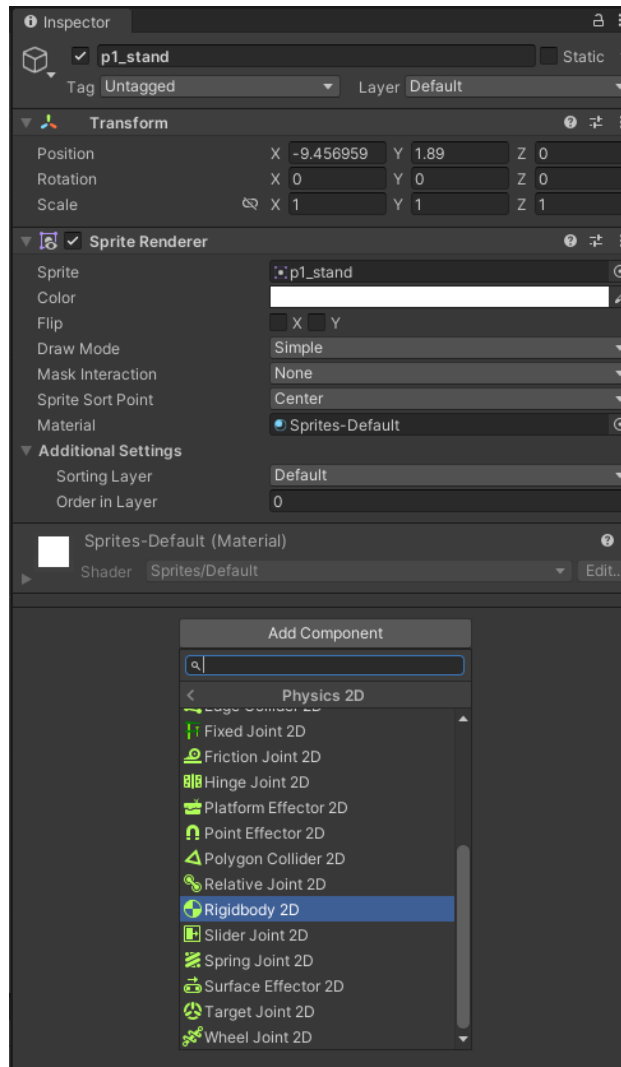 Inspector
p1_stand Static
Tag Untagged Layer Default
Transform
Position X -9.456959 Y 1.89 Z 0
Rotation X 0 Y 0 Z 0
Scale X 1 Y 1 Z 1
Sprite Renderer
Sprite p1_stand
Color
Flip X Y
Draw Mode Simple
Mask Interaction None
Sprite Sort Point Center
Material Sprites-Default
Additional Settings
Sorting Layer Default
Order in Layer 0
Sprites-Default (Material)
Shader Sprites/Default Edit...
Add Component
Physics 2D
Edge Collider 2D
Fixed Joint 2D
Friction Joint 2D
Hinge Joint 2D
Platform Effector 2D
Point Effector 2D
Polygon Collider 2D
Relative Joint 2D
Rigidbody 2D
Slider Joint 2D
Spring Joint 2D
Surface Effector 2D
Target Joint 2D
Wheel Joint 2D